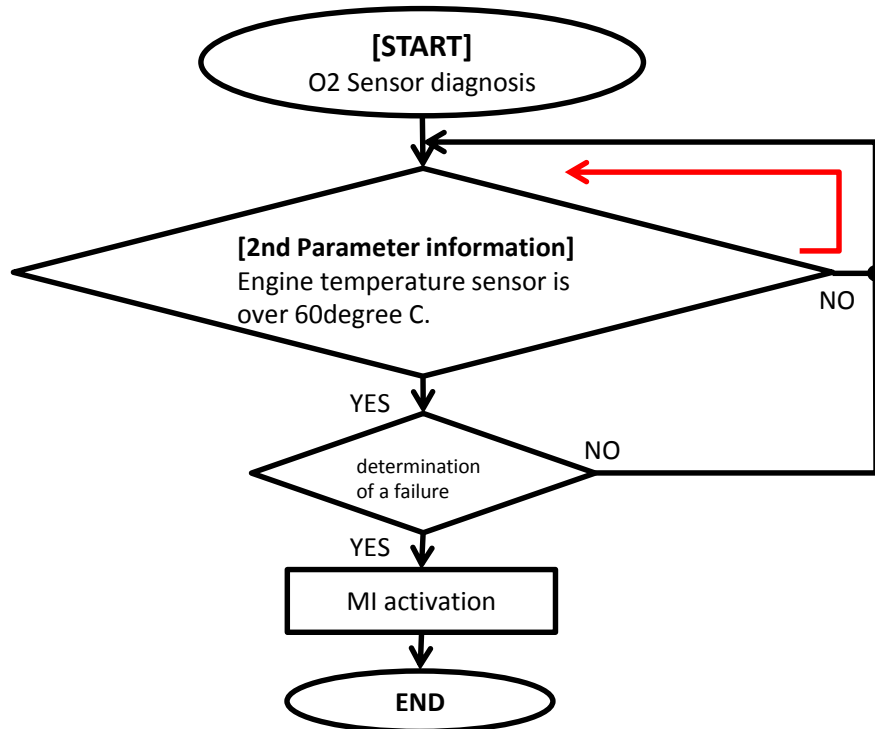 [START]
O2 Sensor diagnosis
[2nd Parameter information]
Engine temperature sensor is
over 60degree C.
NO
YES
NO
determination
of a failure
YES
MI activation
END